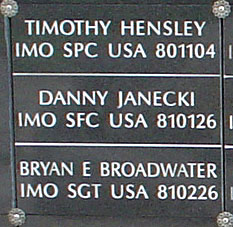 TIMOTHY HENSLEY
IMO SPC USA 801104
DANNY JANECKI
IMO SFC USA 810126
BRYAN E BROADWATER
IMO SGT USA 810226